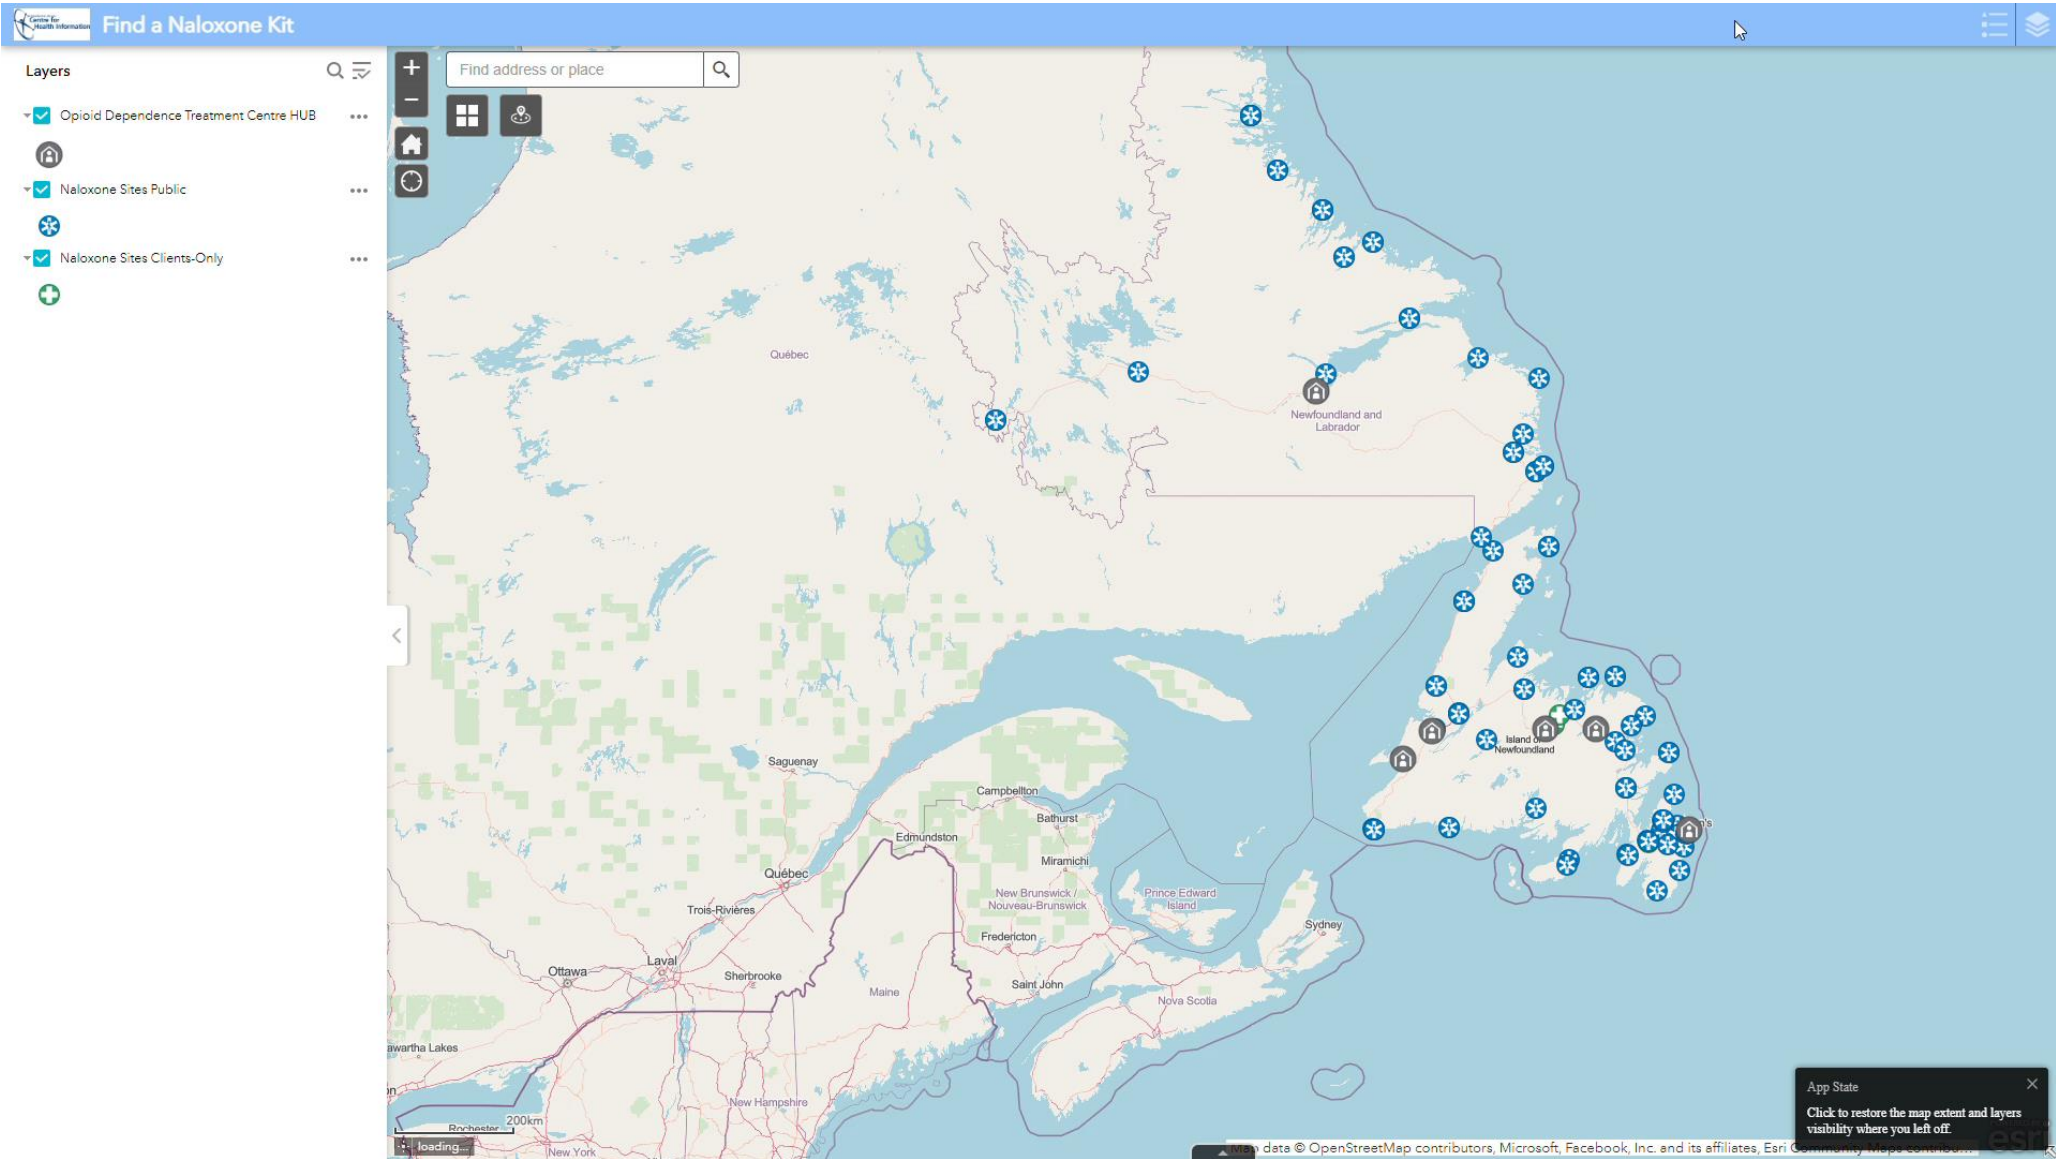 Centre for
Health Information
Find a Naloxone Kit
Layers
Opioid Dependence Treatment Centre HUB
Naloxone Sites Public
Naloxone Sites Clients-Only
Find address or place
Québec
Newfoundland and
Labrador
Island of
Newfoundland
Saguenay
Campbellton
Bathurst
Edmundston
Miramichi
Québec
New Brunswick /
Nouveau-Brunswick
Prince Edward
Island
Trois-Rivières
Sydney
Fredericton
Laval
Ottawa
Sherbrooke
Saint John
Maine
Nova Scotia
awartha Lakes
New Hampshire
200km
Rochester
loading...
New York
App State
Click to restore the map extent and layers
visibility where you left off.
Map data © OpenStreetMap contributors, Microsoft, Facebook, Inc. and its affiliates, Esri Community Maps contribu...
esri